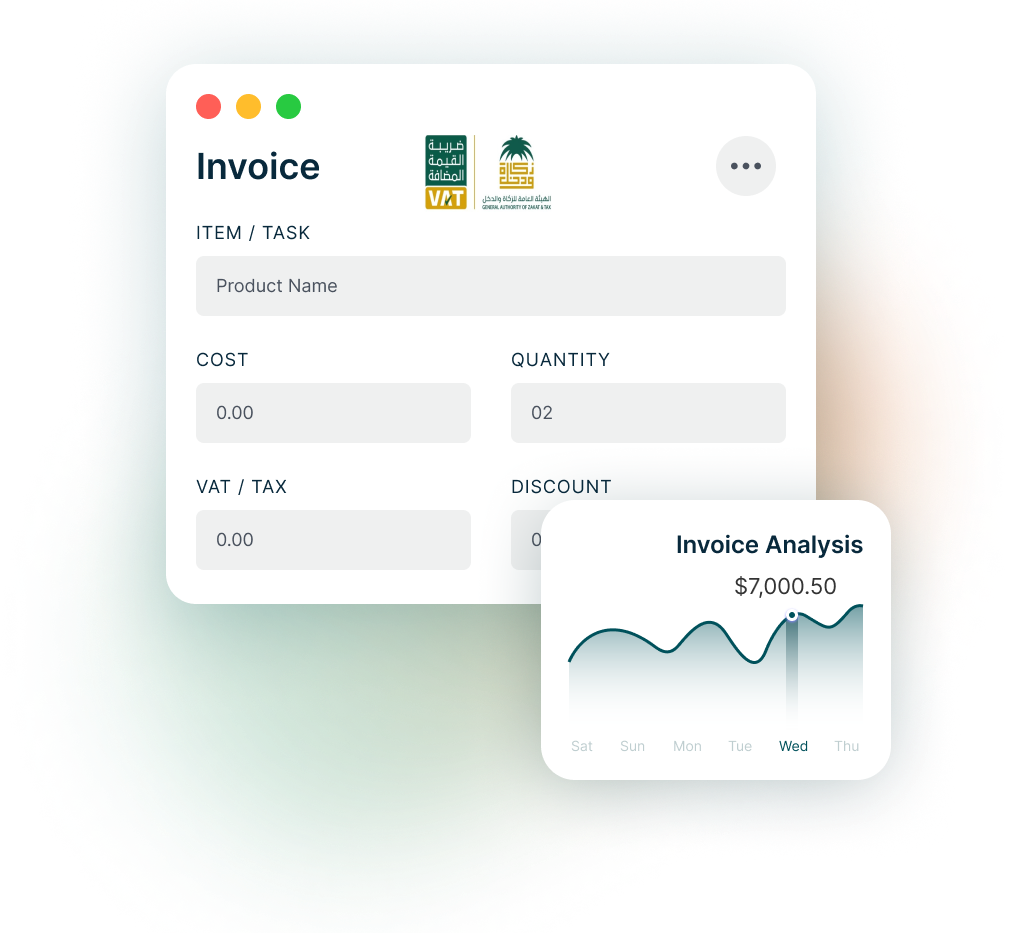 Invoice
ضريبة
القيمة
المضافة
VAT
زكاة
ودخل
الهيئة العامة للزكاة والدخل
GENERAL AUTHORITY OF ZAKAT & TAX
ITEM / TASK
Product Name
COST
QUANTITY
0.00
02
VAT / TAX
DISCOUNT
0.00
0
Invoice Analysis
$7,000.50
Sat Sun Mon Tue Wed Thu